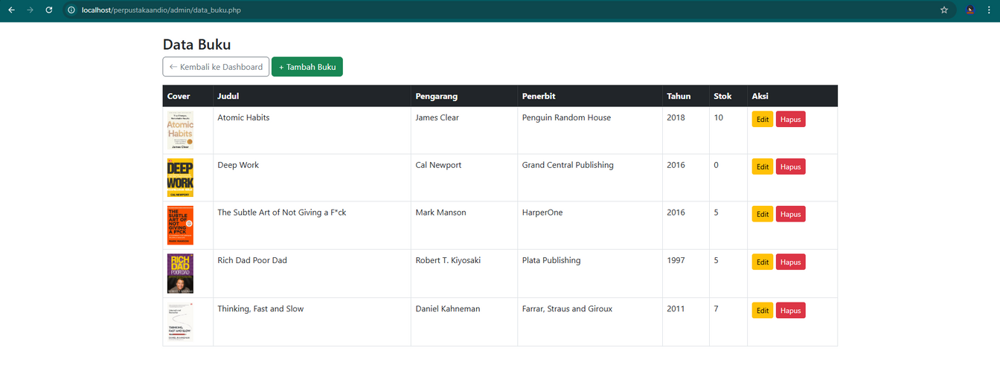 localhost/perpustakaandio/admin/data_buku.php
Data Buku
← Kembali ke Dashboard + Tambah Buku
Cover Judul Pengarang Penerbit Tahun Stok Aksi
Atomic Habits James Clear Penguin Random House 2018 10 Edit Hapus
Atomic
Habits
James Clear
Deep Work Cal Newport Grand Central Publishing 2016 0 Edit Hapus
DEEP
WORK
CAL NEWPORT
The Subtle Art of Not Giving a F*ck Mark Manson HarperOne 2016 5 Edit Hapus
THE
SUBTLE
ART OF
NOT
GIVING
A F*CK
MARK MANSON
Rich Dad Poor Dad Robert T. Kiyosaki Plata Publishing 1997 5 Edit Hapus
RICH
DAD
POOR DAD
Thinking, Fast and Slow Daniel Kahneman Farrar, Straus and Giroux 2011 7 Edit Hapus
THINKING,
FAST AND SLOW